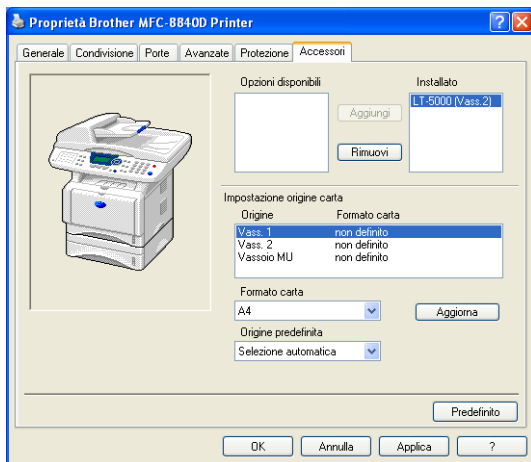 Proprietà Brother MFC-8840D Printer
Generale Condivisione Porte Avanzate Protezione Accessori
Opzioni disponibili Installato
LT-5000 (Vass.2)
Aggiungi
Rimuovi
Impostazione origine carta
Origine Formato carta
Vass. 1 non definito
Vass. 2 non definito
Vassoio MU non definito
Formato carta
A4 Aggiorna
Origine predefinita
Selezione automatica
Predefinito
OK Annulla Applica ?